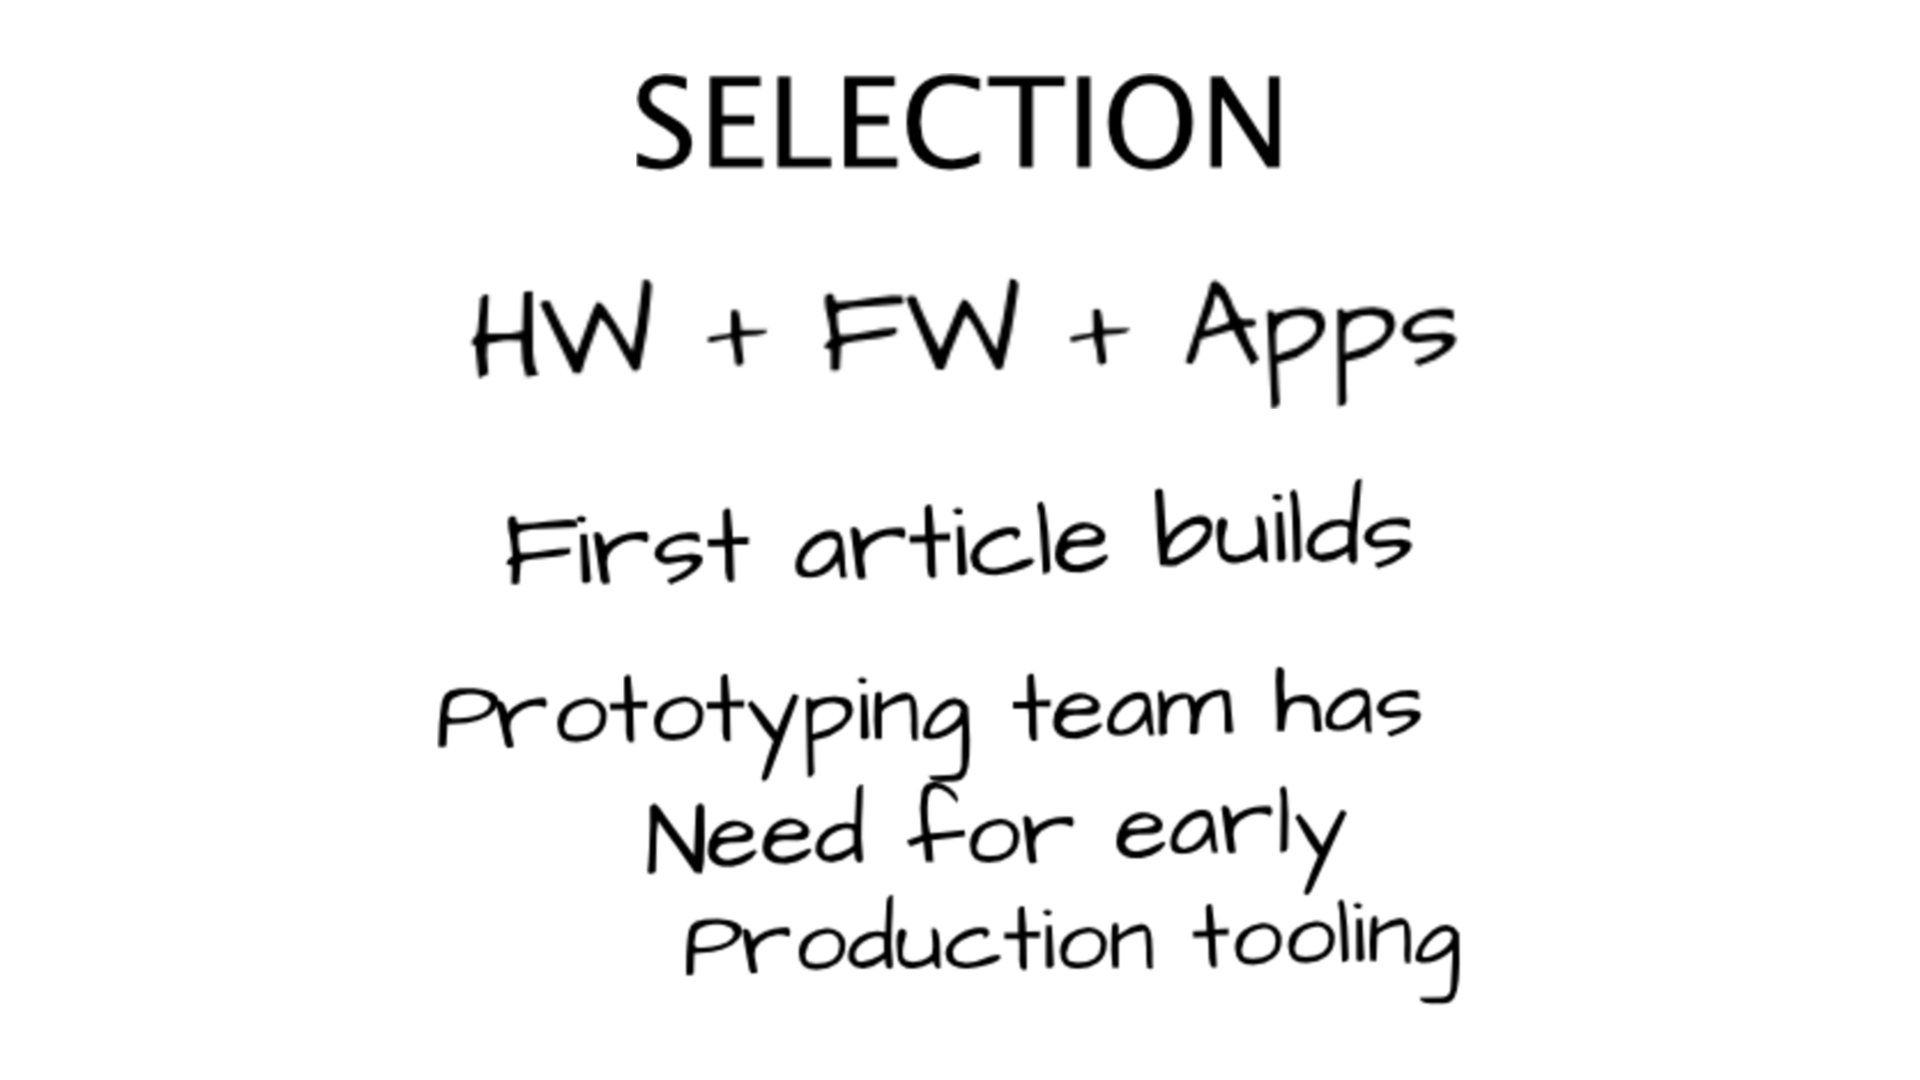 SELECTION
HW + FW + Apps
First article builds
Prototyping team has
Need for early
Production tooling